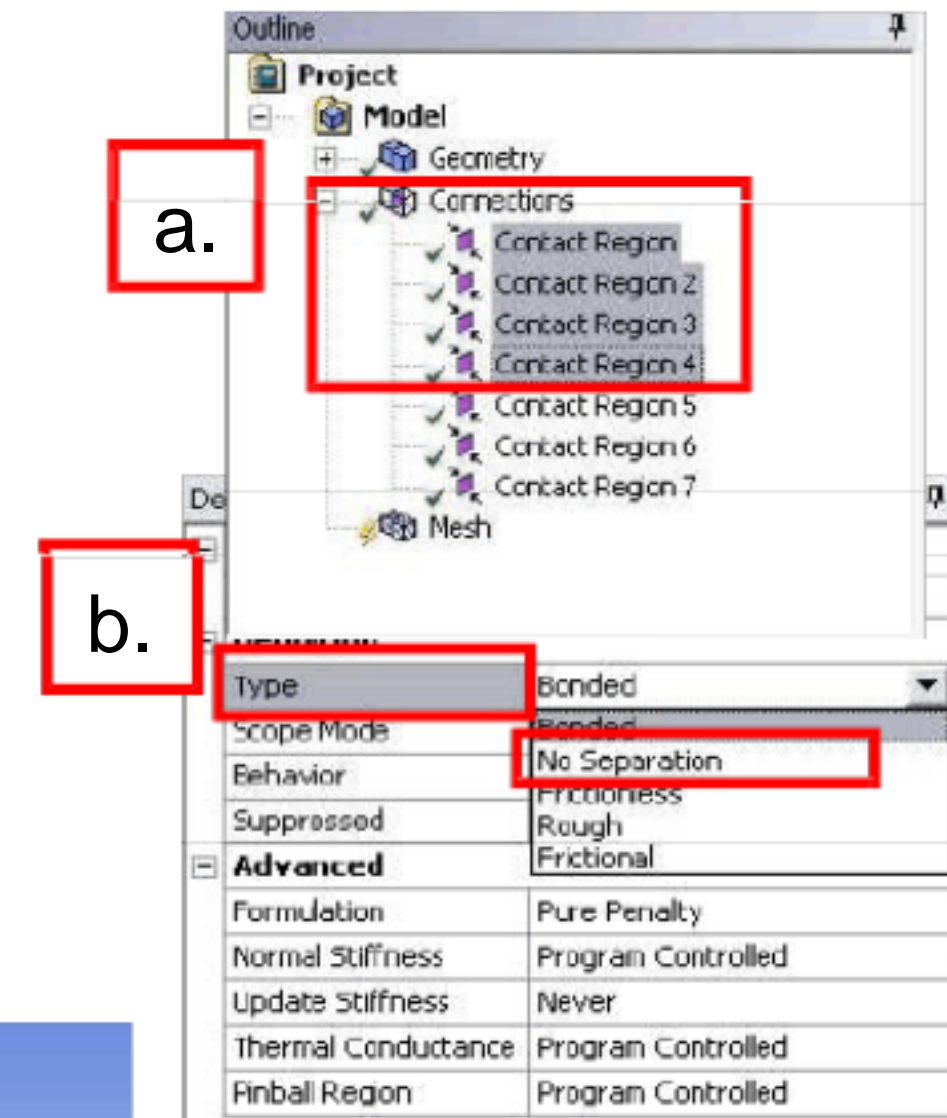 Outline
Project
Model
Geometry
a.
Connections
Contact Region
Contact Region 2
Contact Region 3
Contact Region 4
Contact Region 5
Contact Region 6
Contact Region 7
De
Mesh
b.
Type Bonded
Scope Mode Bonded
No Separation
Behavior
Frictionless
Suppressed Rough
Frictional
Advanced
Formulation Pure Penalty
Normal Stiffness Program Controlled
Update Stiffness Never
Thermal Conductance Program Controlled
Pinball Region Program Controlled